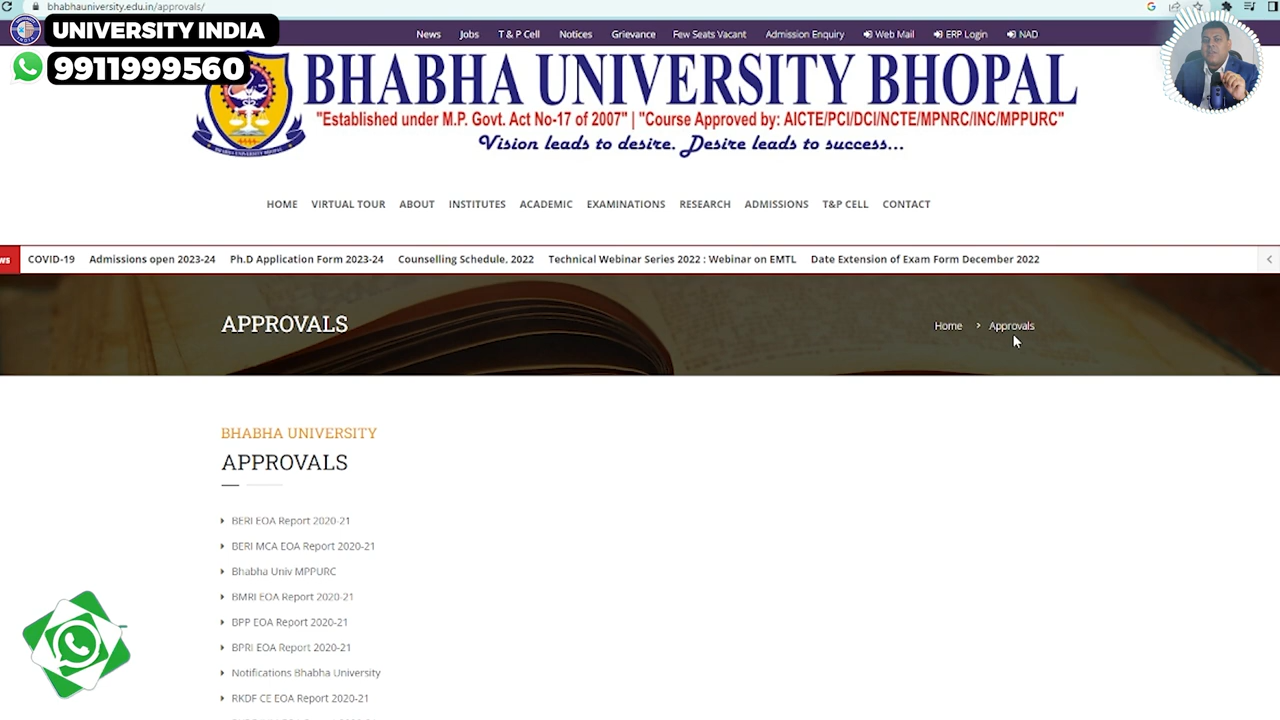 bhabhauniversity.edu.in/approvals/
UNIVERSITY INDIA
9911999560
News Jobs T & P Cell Notices Grievance Few Seats Vacant Admission Enquiry Web Mail ERP Login NAD
BHABHA UNIVERSITY BHOPAL
"Established under M.P. Govt. Act No-17 of 2007" | "Course Approved by: AICTE/PCI/DCI/NCTE/MPNRC/INC/MPPURC"
Vision leads to desire. Desire leads to success...
HOME VIRTUAL TOUR ABOUT INSTITUTES ACADEMIC EXAMINATIONS RESEARCH ADMISSIONS T&P CELL CONTACT
ws COVID-19 Admissions open 2023-24 Ph.D Application Form 2023-24 Counselling Schedule, 2022 Technical Webinar Series 2022 : Webinar on EMTL Date Extension of Exam Form December 2022
APPROVALS
Home > Approvals
BHABHA UNIVERSITY
APPROVALS
BERI EOA Report 2020-21
BERI MCA EOA Report 2020-21
Bhabha Univ MPPURC
BMRI EOA Report 2020-21
BPP EOA Report 2020-21
BPRI EOA Report 2020-21
Notifications Bhabha University
RKDF CE EOA Report 2020-21